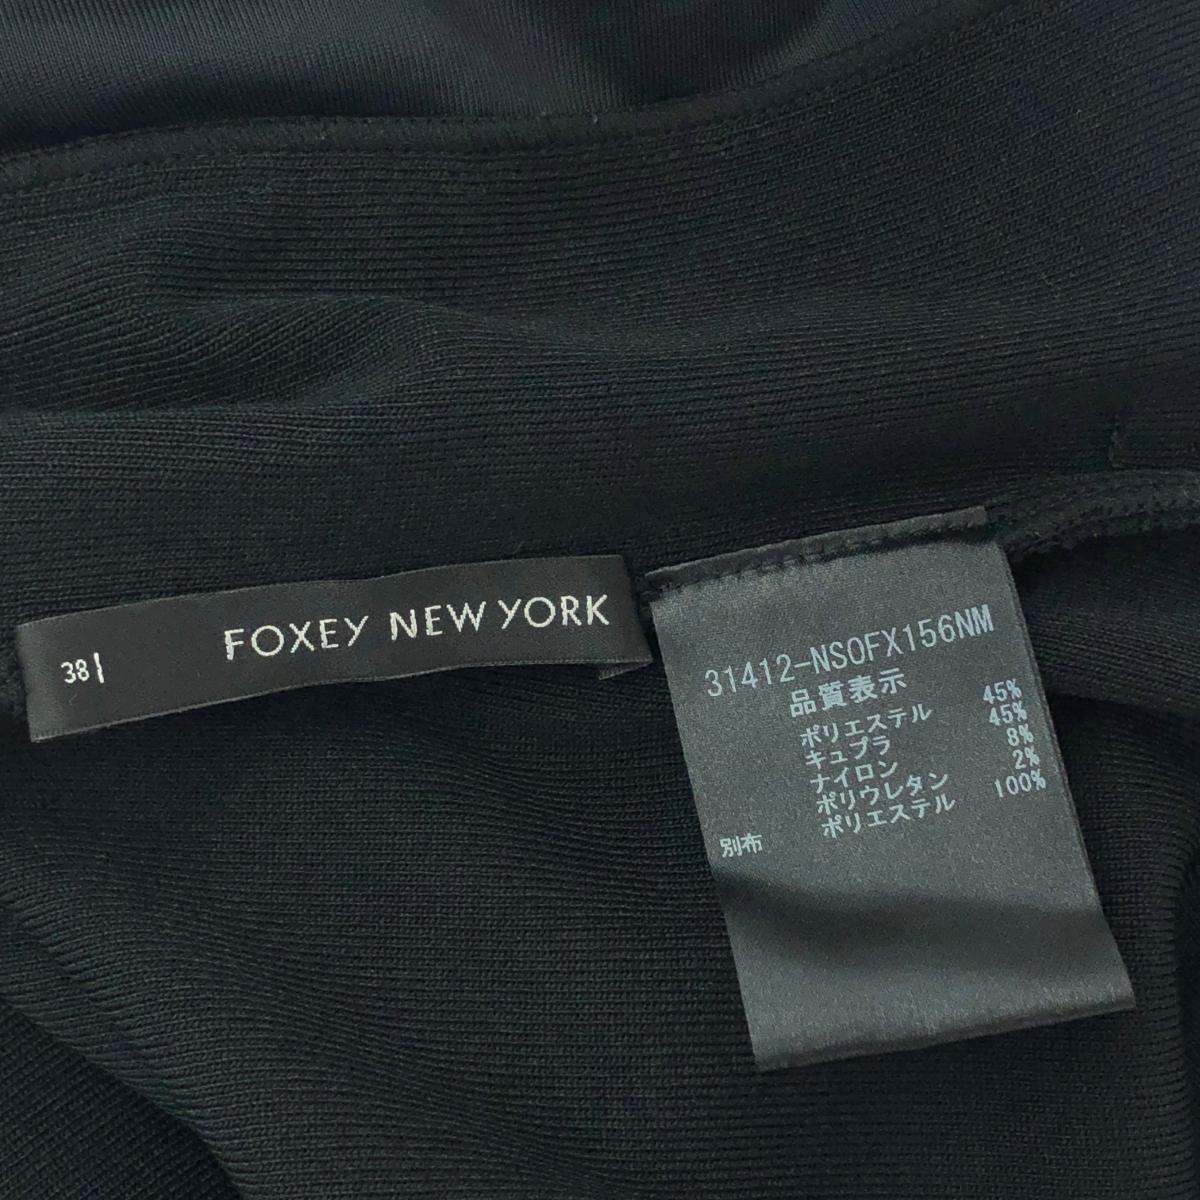 38
FOXEY NEW YORK
31412-NSOFX156NM
品質表示
ポリエステル 45%
キュプラ 45%
ナイロン 8%
ポリウレタン 2%
別布 ポリエステル 100%